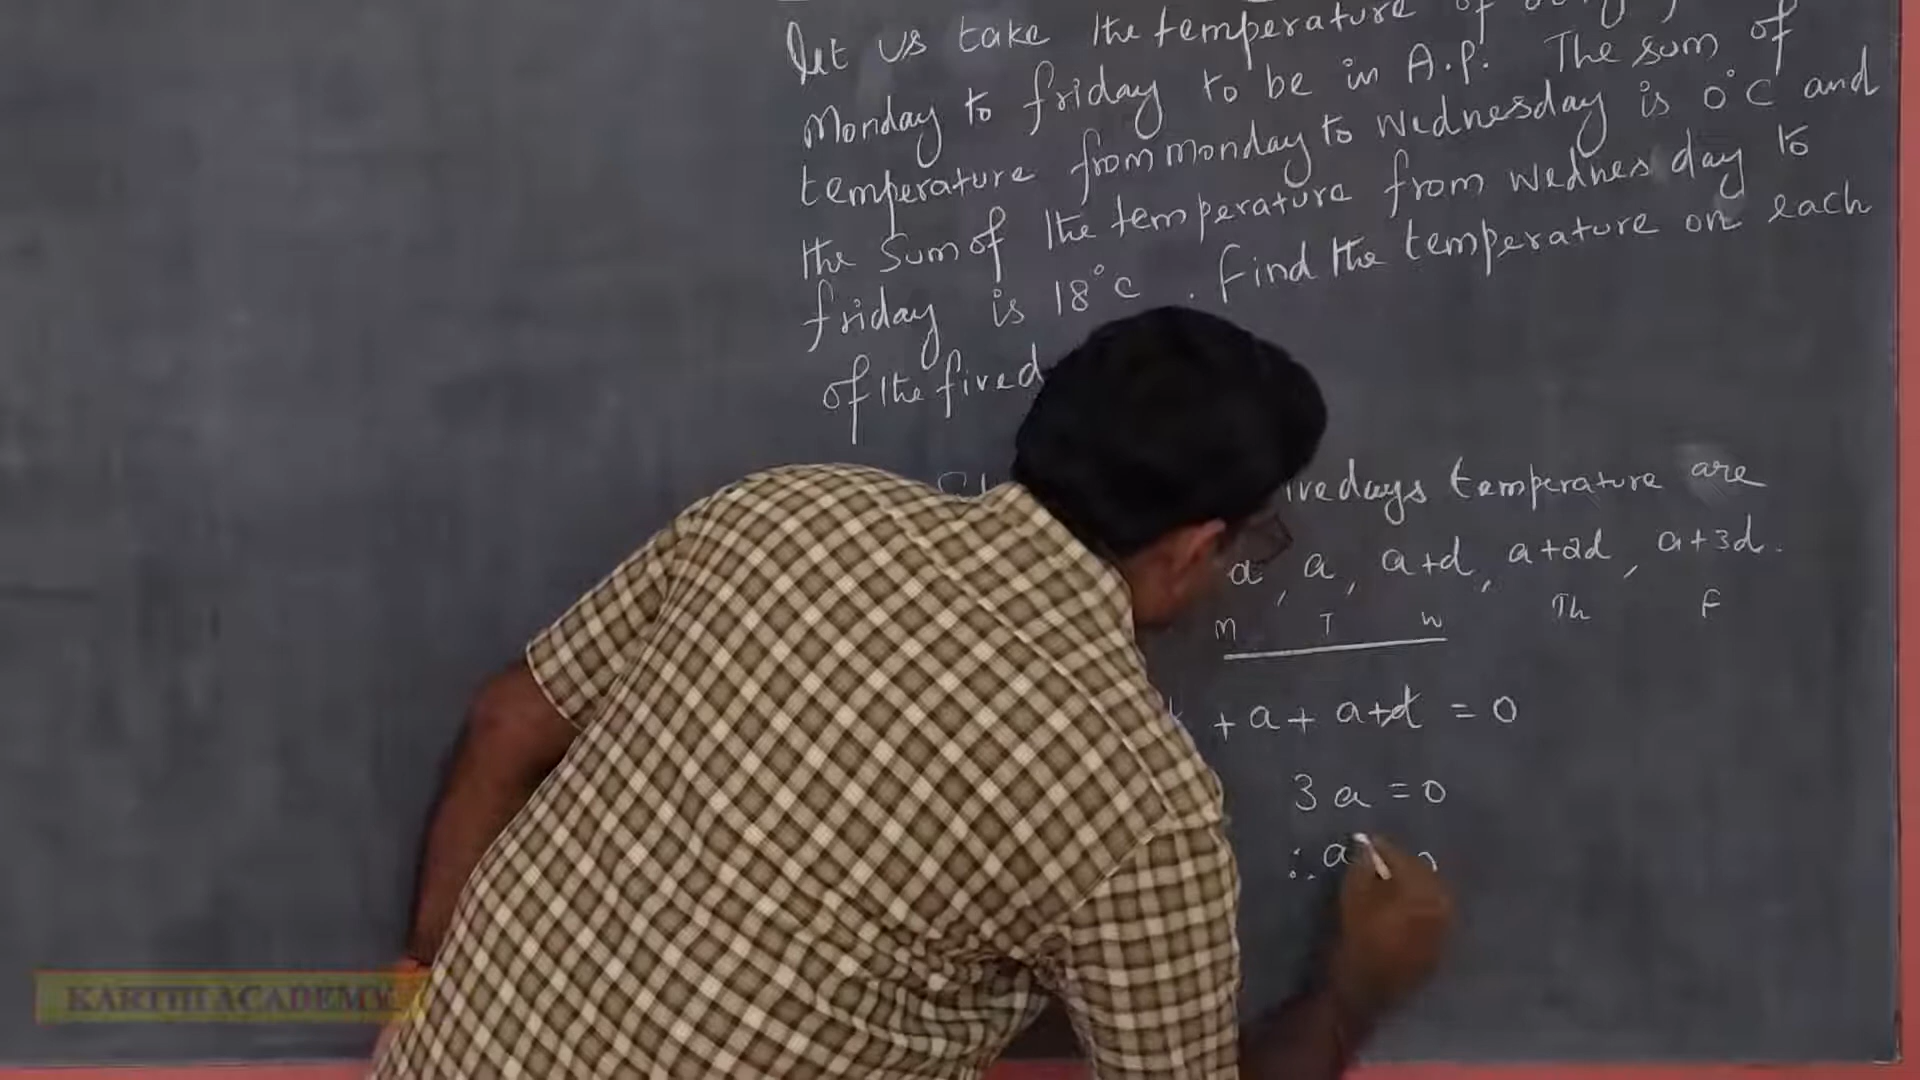 let us take the temperature of
Monday to friday to be in A.P. The sum of
temperature from monday to wednesday is 0°C and
the Sum of the temperature from wednesday to
friday is 18°c . find the temperature on each
of the five d
ive days temperature are
d , a , a+d , a+2d , a+3d .
M T W Th F
+ a + a+d = 0
3a = 0
∴ a
KARTHI ACADEMY